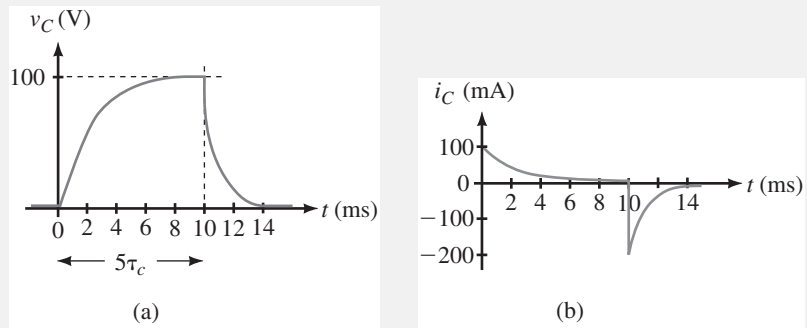 v_C (V)
100
0 2 4 6 8 10 12 14
t (ms)
5τ_c
(a)
i_C (mA)
100
0
2 4 6 8 10 14
t (ms)
−100
−200
(b)